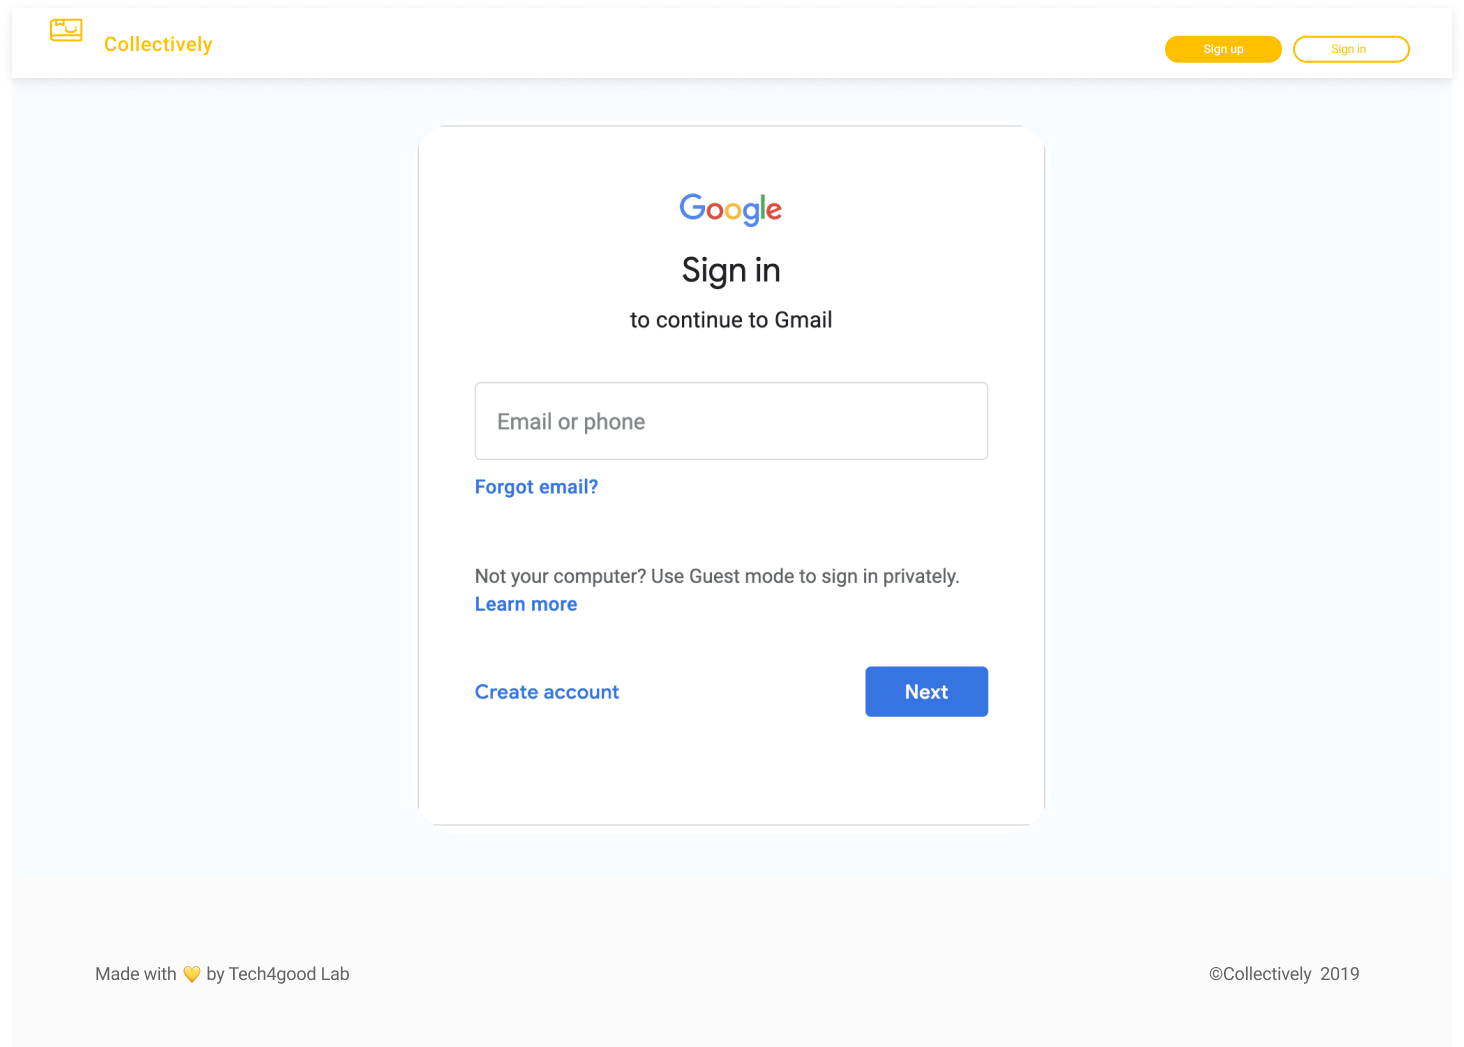 Collectively
Sign up
Sign in
Google
Sign in
to continue to Gmail
Email or phone
Forgot email?
Not your computer? Use Guest mode to sign in privately.
Learn more
Create account
Next
Made with 💛 by Tech4good Lab
©Collectively 2019